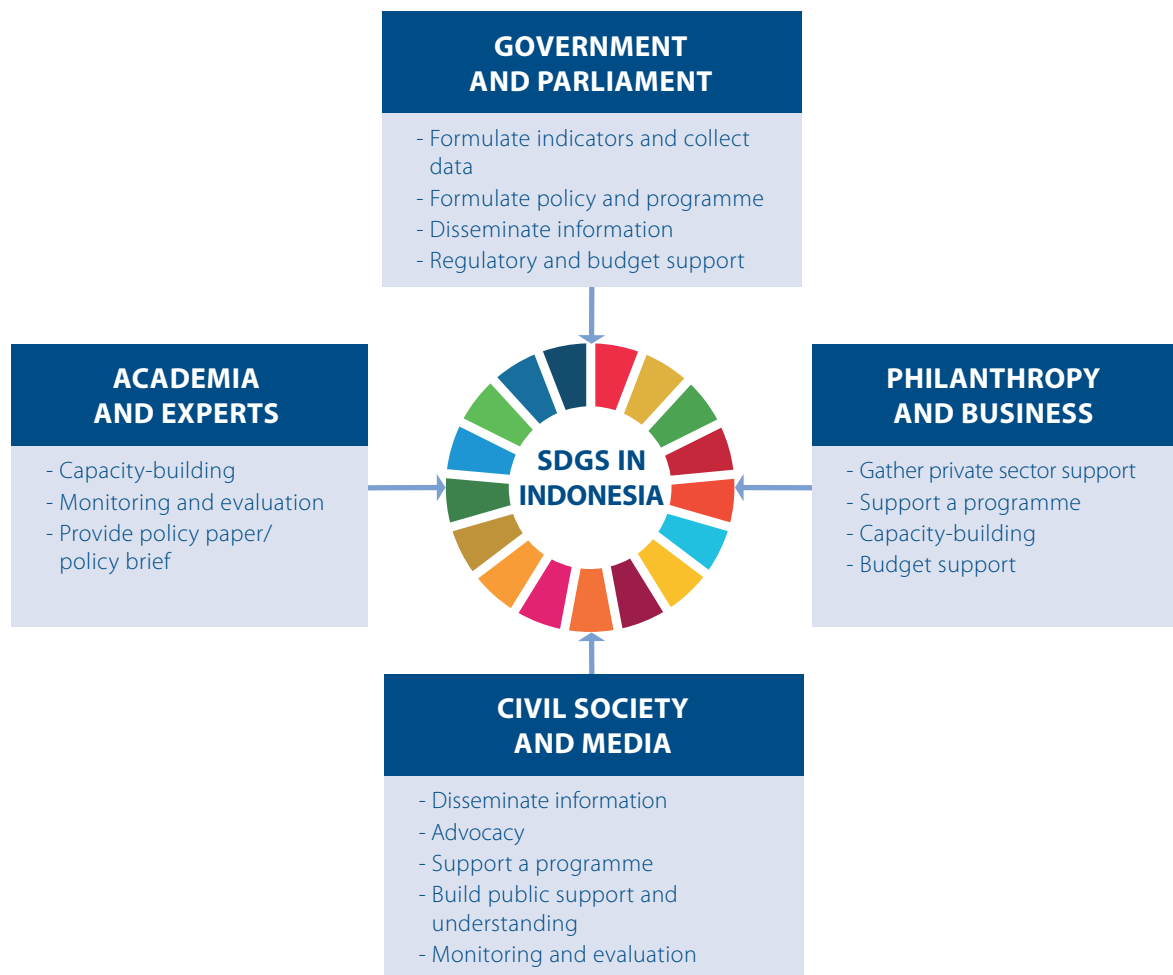 GOVERNMENT
AND PARLIAMENT
- Formulate indicators and collect
data
- Formulate policy and programme
- Disseminate information
- Regulatory and budget support
ACADEMIA
AND EXPERTS
- Capacity-building
- Monitoring and evaluation
- Provide policy paper/
policy brief
SDGS IN
INDONESIA
PHILANTHROPY
AND BUSINESS
- Gather private sector support
- Support a programme
- Capacity-building
- Budget support
CIVIL SOCIETY
AND MEDIA
- Disseminate information
- Advocacy
- Support a programme
- Build public support and
understanding
- Monitoring and evaluation